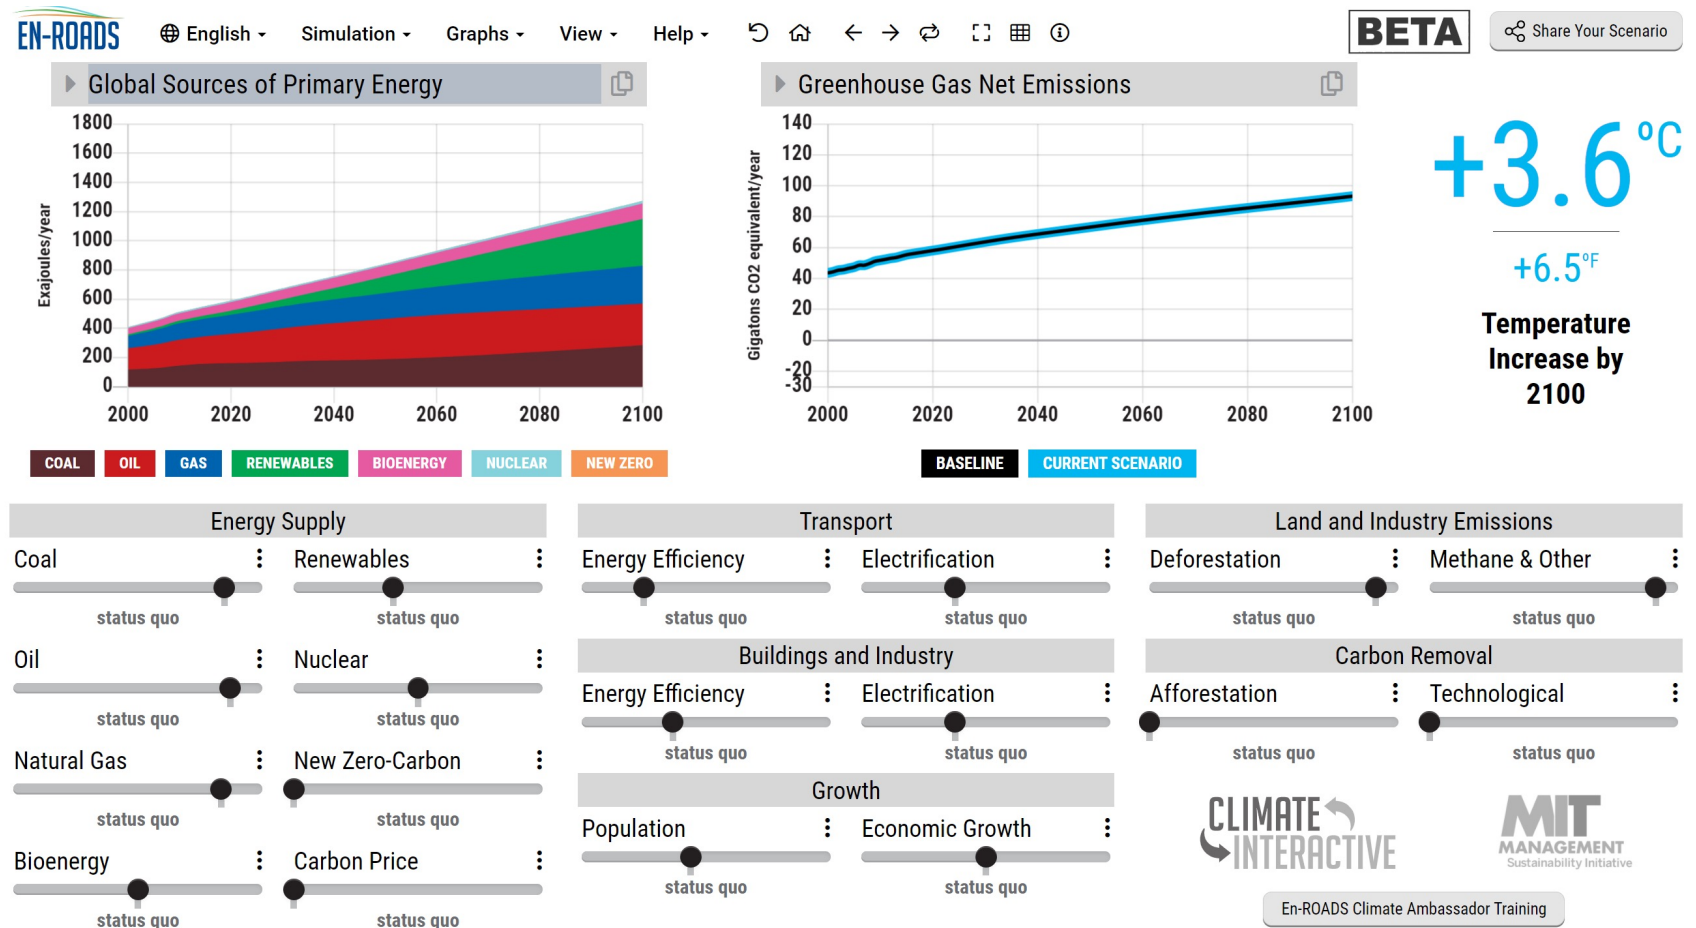 EN-ROADS
English
Simulation
Graphs
View
Help
BETA
Share Your Scenario
Global Sources of Primary Energy
Exajoules/year
1800
1600
1400
1200
1000
800
600
400
200
0
2000 2020 2040 2060 2080 2100
COAL OIL GAS RENEWABLES BIOENERGY NUCLEAR NEW ZERO
Greenhouse Gas Net Emissions
Gigatons CO2 equivalent/year
140
120
100
80
60
40
20
0
-20
-30
2000 2020 2040 2060 2080 2100
BASELINE CURRENT SCENARIO
+3.6 ºC
+6.5 ºF
Temperature
Increase by
2100
Energy Supply
Coal
status quo
Renewables
status quo
Oil
status quo
Nuclear
status quo
Natural Gas
status quo
New Zero-Carbon
status quo
Bioenergy
status quo
Carbon Price
status quo
Transport
Energy Efficiency
status quo
Electrification
status quo
Buildings and Industry
Energy Efficiency
status quo
Electrification
status quo
Growth
Population
status quo
Economic Growth
status quo
Land and Industry Emissions
Deforestation
status quo
Methane & Other
status quo
Carbon Removal
Afforestation
status quo
Technological
status quo
CLIMATE
INTERACTIVE
MIT
MANAGEMENT
Sustainability Initiative
En-ROADS Climate Ambassador Training